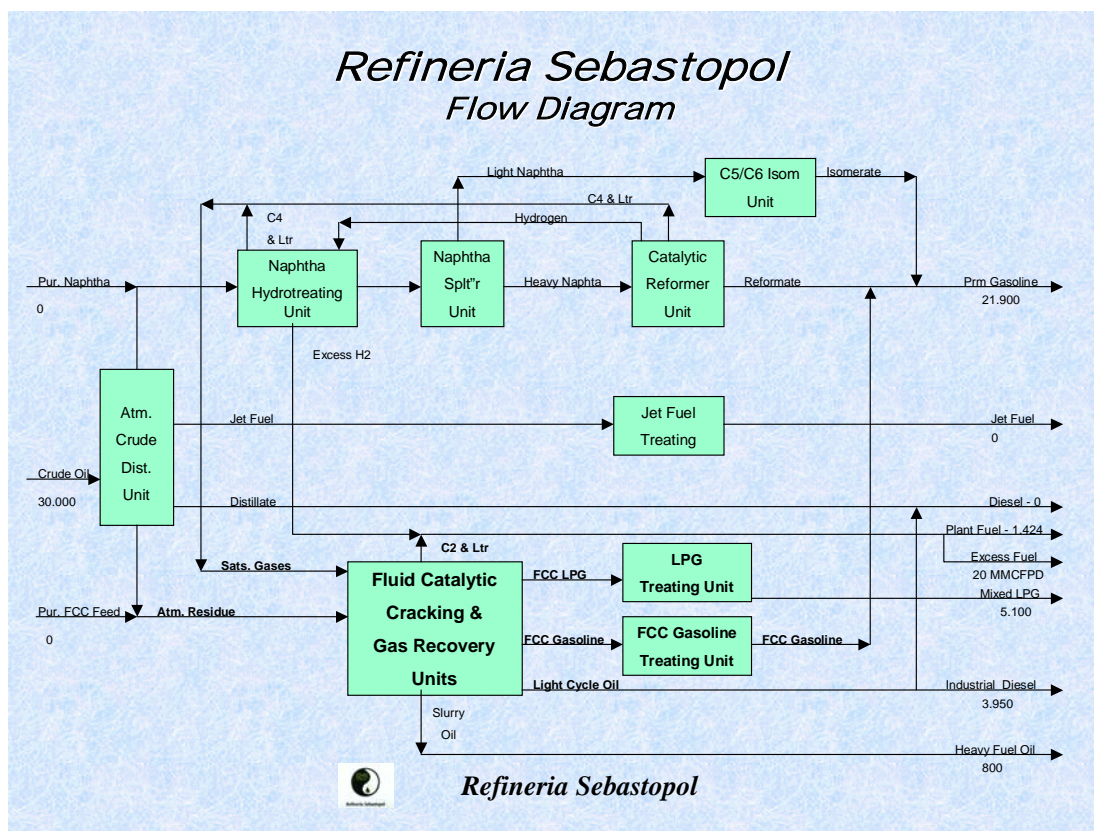 Refineria Sebastopol
Flow Diagram
Light Naphtha
C5/C6 Isom
Unit
Isomerate
C4 & Ltr
C4
& Ltr
Hydrogen
Pur. Naphtha
0
Naphtha
Hydrotreating
Unit
Naphtha
Splt"r
Unit
Heavy Naphta
Catalytic
Reformer
Unit
Reformate
Prm Gasoline
21.900
Excess H2
Atm.
Crude
Dist.
Unit
Jet Fuel
Jet Fuel
Treating
Jet Fuel
0
Crude Oil
30.000
Distillate
Diesel - 0
Plant Fuel - 1.424
C2 & Ltr
Excess Fuel
20 MMCFPD
Sats. Gases
Fluid Catalytic
Cracking &
Gas Recovery
Units
FCC LPG
LPG
Treating Unit
Mixed LPG
5.100
Pur. FCC Feed
0
Atm. Residue
FCC Gasoline
FCC Gasoline
Treating Unit
FCC Gasoline
Light Cycle Oil
Industrial Diesel
3.950
Slurry
Oil
Heavy Fuel Oil
800
Refineria Sebastopol
Refineria Sebastopol